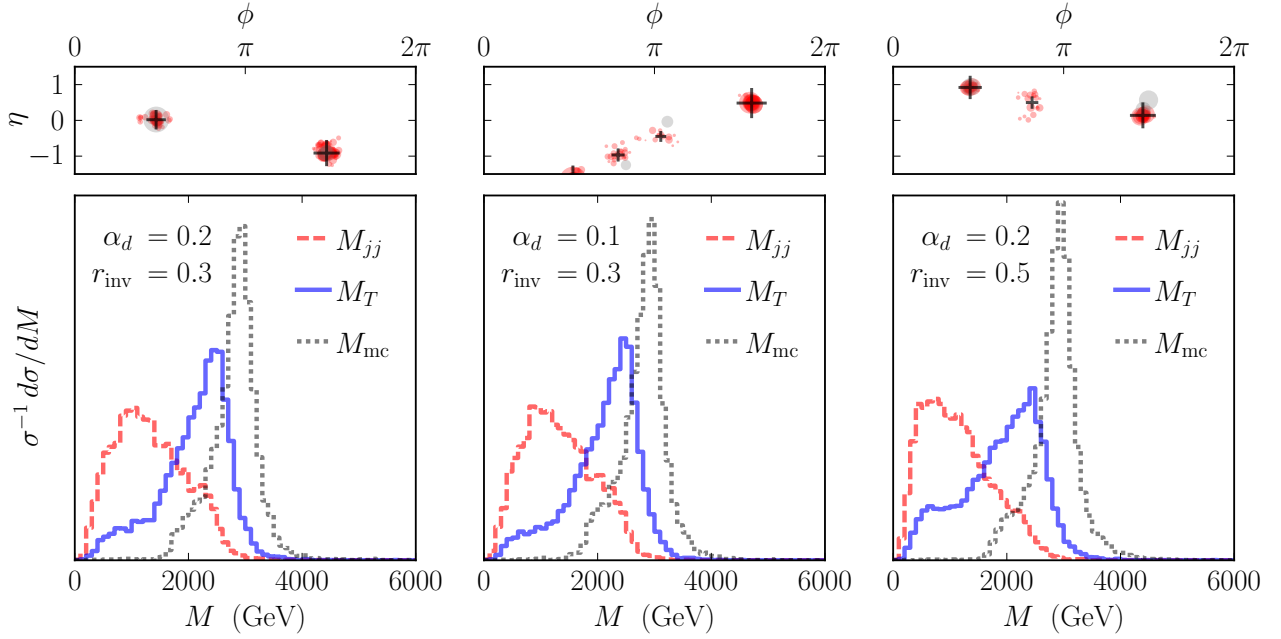 ϕ ϕ ϕ
0 π 2π 0 π 2π 0 π 2π
η
1
0
−1
α_d = 0.2
r_inv = 0.3
M_jj
M_T
M_mc
α_d = 0.1
r_inv = 0.3
M_jj
M_T
M_mc
α_d = 0.2
r_inv = 0.5
M_jj
M_T
M_mc
σ⁻¹ dσ/dM
0 2000 4000 6000 0 2000 4000 6000 0 2000 4000 6000
M (GeV) M (GeV) M (GeV)